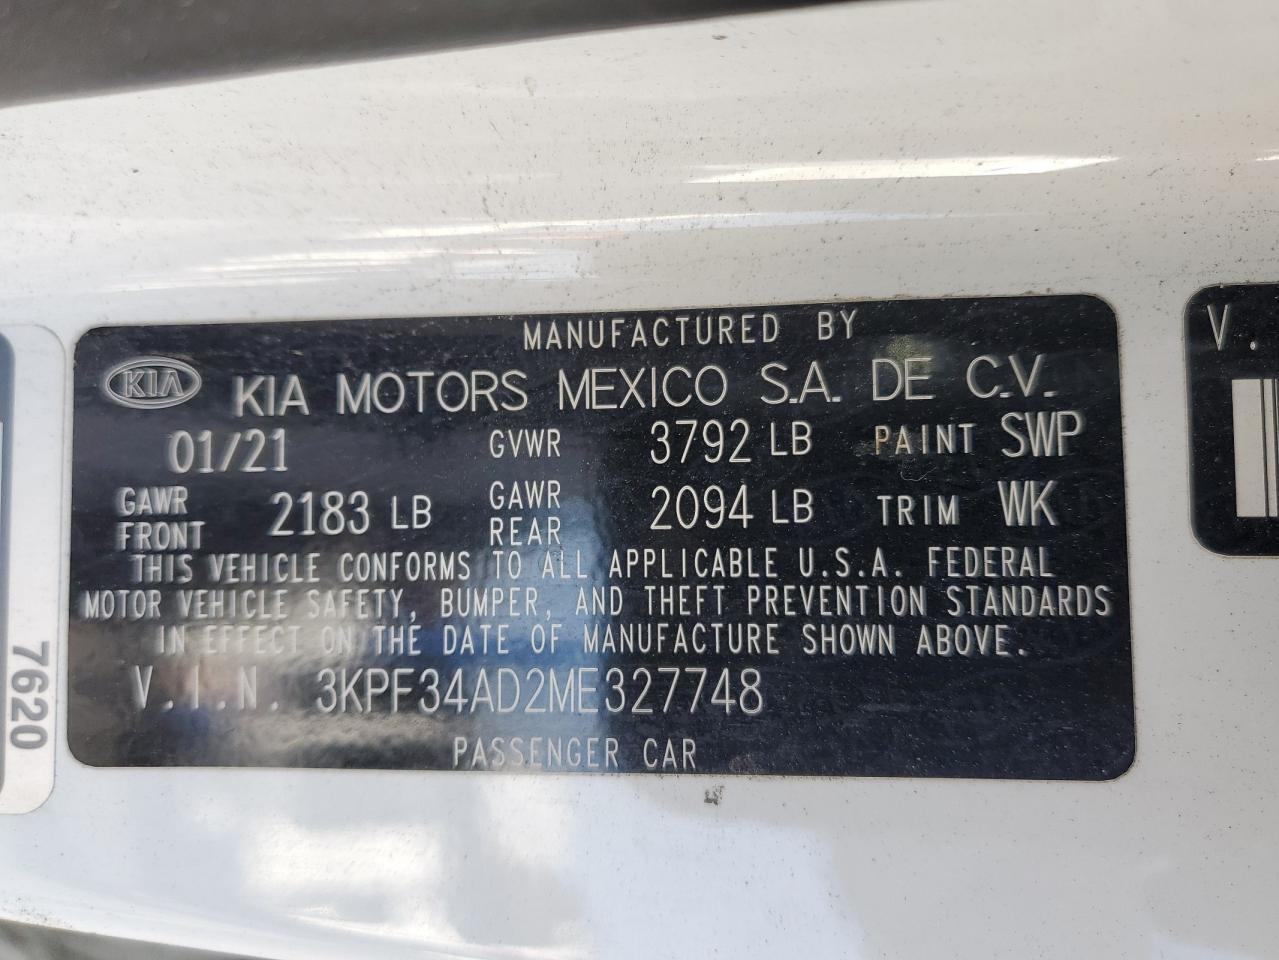 MANUFACTURED BY
KIA KIA MOTORS MEXICO S.A. DE C.V.
01/21 GVWR 3792 LB PAINT SWP
GAWR FRONT 2183 LB GAWR REAR 2094 LB TRIM WK
THIS VEHICLE CONFORMS TO ALL APPLICABLE U.S.A. FEDERAL
MOTOR VEHICLE SAFETY, BUMPER, AND THEFT PREVENTION STANDARDS
IN EFFECT ON THE DATE OF MANUFACTURE SHOWN ABOVE.
V.I.N. 3KPF34AD2ME327748
PASSENGER CAR
7620
V.